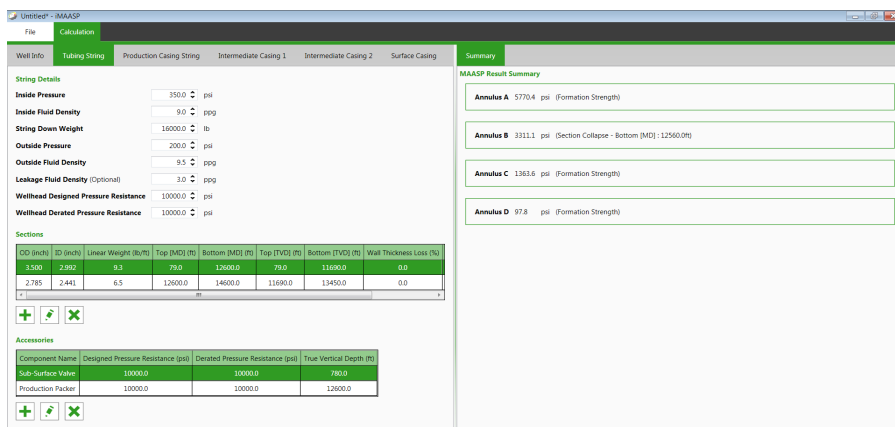 Untitled* - iMAASP
File Calculation
Well Info Tubing String Production Casing String Intermediate Casing 1 Intermediate Casing 2 Surface Casing Summary
String Details
Inside Pressure 350.0 psi
Inside Fluid Density 9.0 ppg
String Down Weight 16000.0 lb
Outside Pressure 200.0 psi
Outside Fluid Density 9.5 ppg
Leakage Fluid Density (Optional) 3.0 ppg
Wellhead Designed Pressure Resistance 10000.0 psi
Wellhead Derated Pressure Resistance 10000.0 psi
Sections
OD (inch) ID (inch) Linear Weight (lb/ft) Top [MD] (ft) Bottom [MD] (ft) Top [TVD] (ft) Bottom [TVD] (ft) Wall Thickness Loss (%)
3.500 2.992 9.3 79.0 12600.0 79.0 11690.0 0.0
2.785 2.441 6.5 12600.0 14600.0 11690.0 13450.0 0.0
Accessories
Component Name Designed Pressure Resistance (psi) Derated Pressure Resistance (psi) True Vertical Depth (ft)
Sub-Surface Valve 10000.0 10000.0 780.0
Production Packer 10000.0 10000.0 12600.0
MAASP Result Summary
Annulus A 5770.4 psi (Formation Strength)
Annulus B 3311.1 psi (Section Collapse - Bottom [MD] : 12560.0ft)
Annulus C 1363.6 psi (Formation Strength)
Annulus D 97.8 psi (Formation Strength)